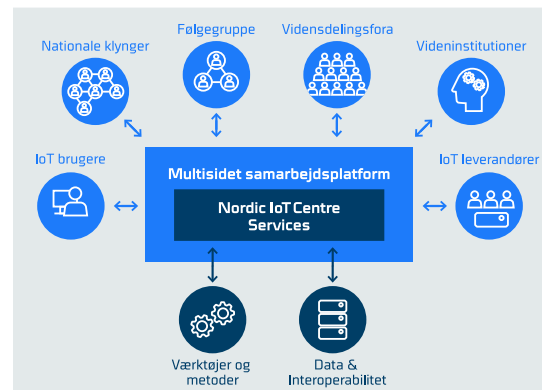 Følgegruppe
Vidensdelingsfora
Nationale klynger
Videninstitutioner
IoT brugere
IoT leverandører
Multisidet samarbejdsplatform
Nordic IoT Centre
Services
Værktøjer og
metoder
Data &
Interoperabilitet